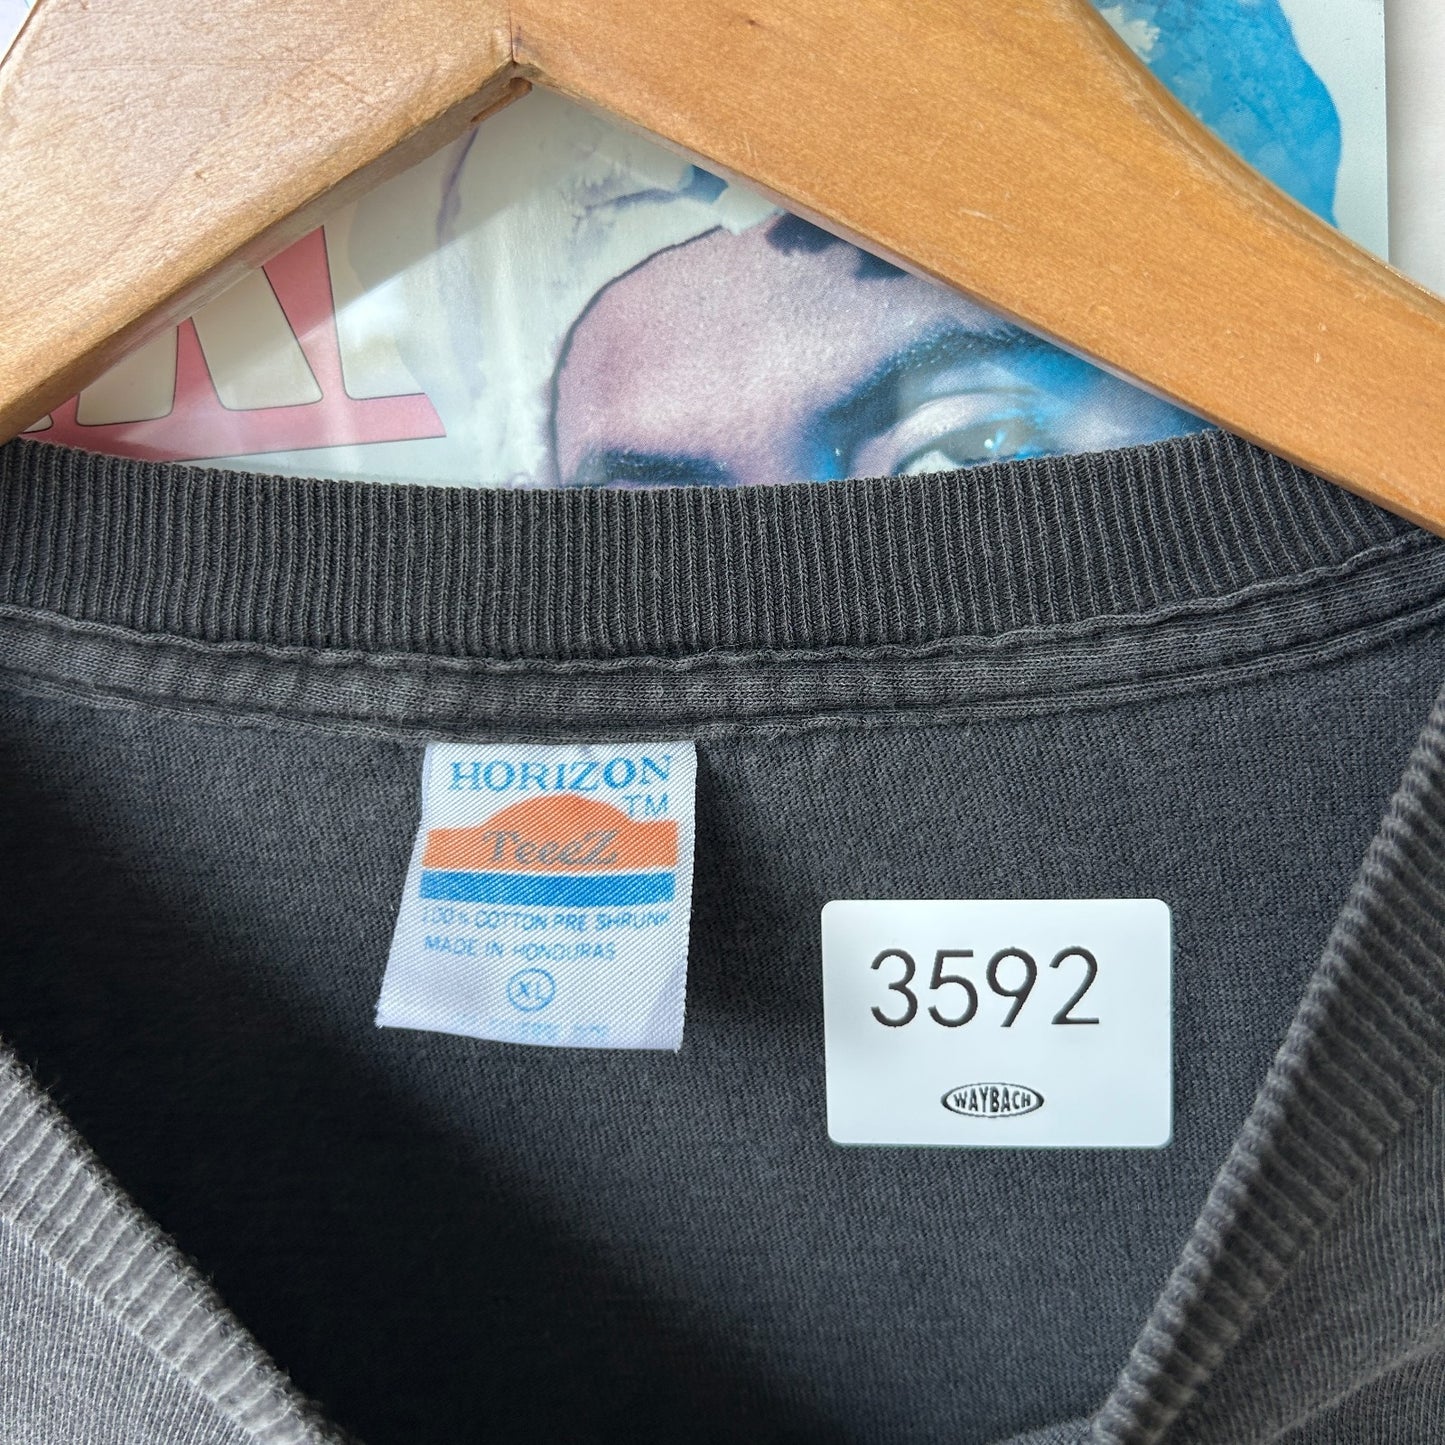 HORIZON
TM
TeeeZ
100% COTTON PRE SHRUNK
MADE IN HONDURAS
XL
3592
WAYBACH